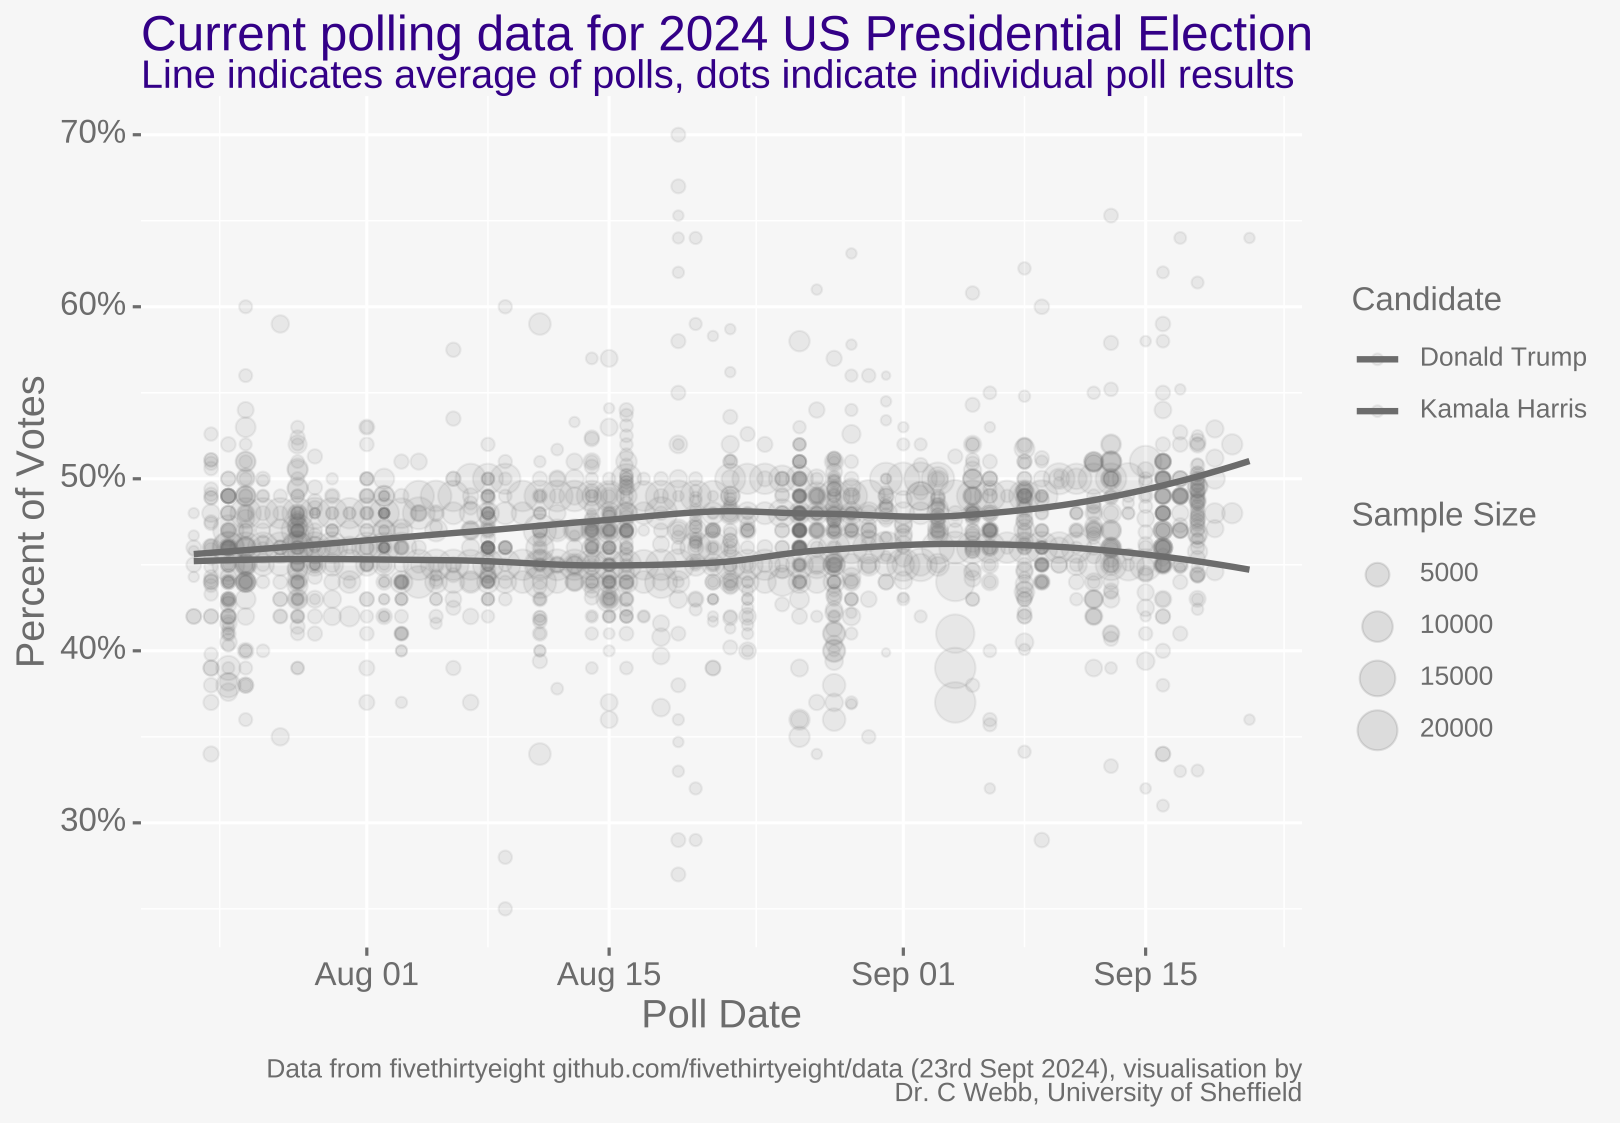 Current polling data for 2024 US Presidential Election
Line indicates average of polls, dots indicate individual poll results
70%
60%
50%
40%
30%
Percent of Votes
Aug 01
Aug 15
Sep 01
Sep 15
Poll Date
Candidate
Donald Trump
Kamala Harris
Sample Size
5000
10000
15000
20000
Data from fivethirtyeight github.com/fivethirtyeight/data (23rd Sept 2024), visualisation by
Dr. C Webb, University of Sheffield